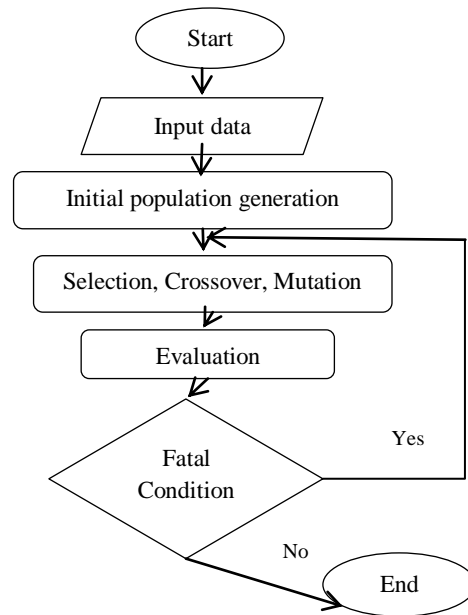 Start
Input data
Initial population generation
Selection, Crossover, Mutation
Evaluation
Fatal
Condition
Yes
No
End